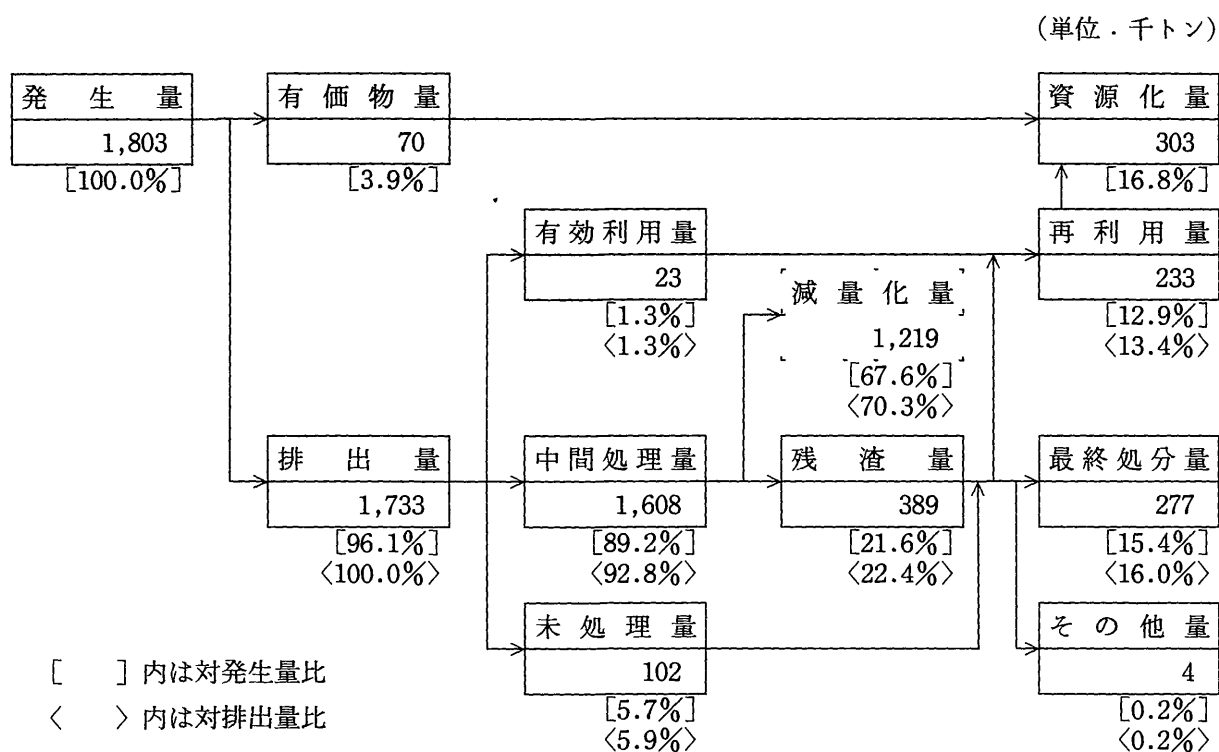 (単位．千トン)
発生量
1,803
[100.0%]
有価物量
70
[3.9%]
資源化量
303
[16.8%]
有効利用量
23
[1.3%]
〈1.3%〉
減量化量
1,219
[67.6%]
〈70.3%〉
再利用量
233
[12.9%]
〈13.4%〉
排出量
1,733
[96.1%]
〈100.0%〉
中間処理量
1,608
[89.2%]
〈92.8%〉
残渣量
389
[21.6%]
〈22.4%〉
最終処分量
277
[15.4%]
〈16.0%〉
未処理量
102
[5.7%]
〈5.9%〉
その他量
4
[0.2%]
〈0.2%〉
[ ]内は対発生量比
〈 〉内は対排出量比